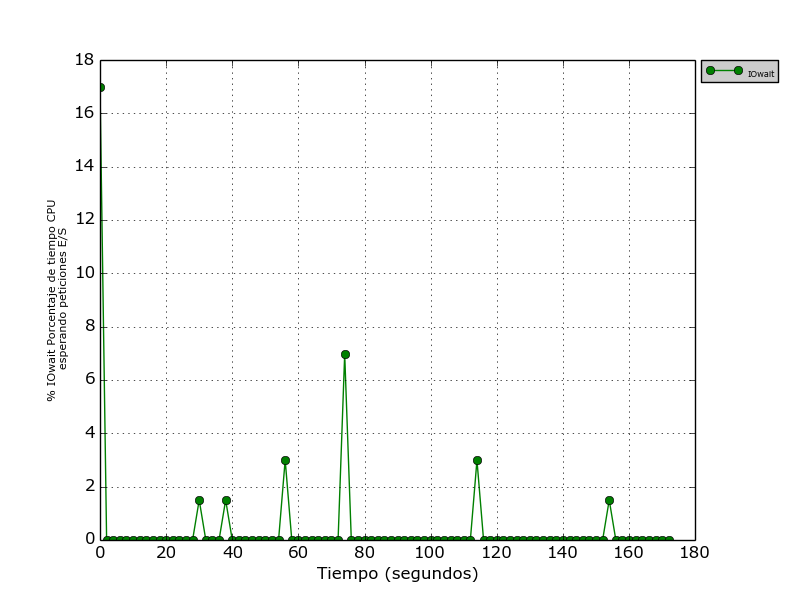 18
16
14
12
10
8
6
4
2
0
% IOwait Porcentaje de tiempo CPU
esperando peticiones E/S
0 20 40 60 80 100 120 140 160 180
Tiempo (segundos)
IOwait